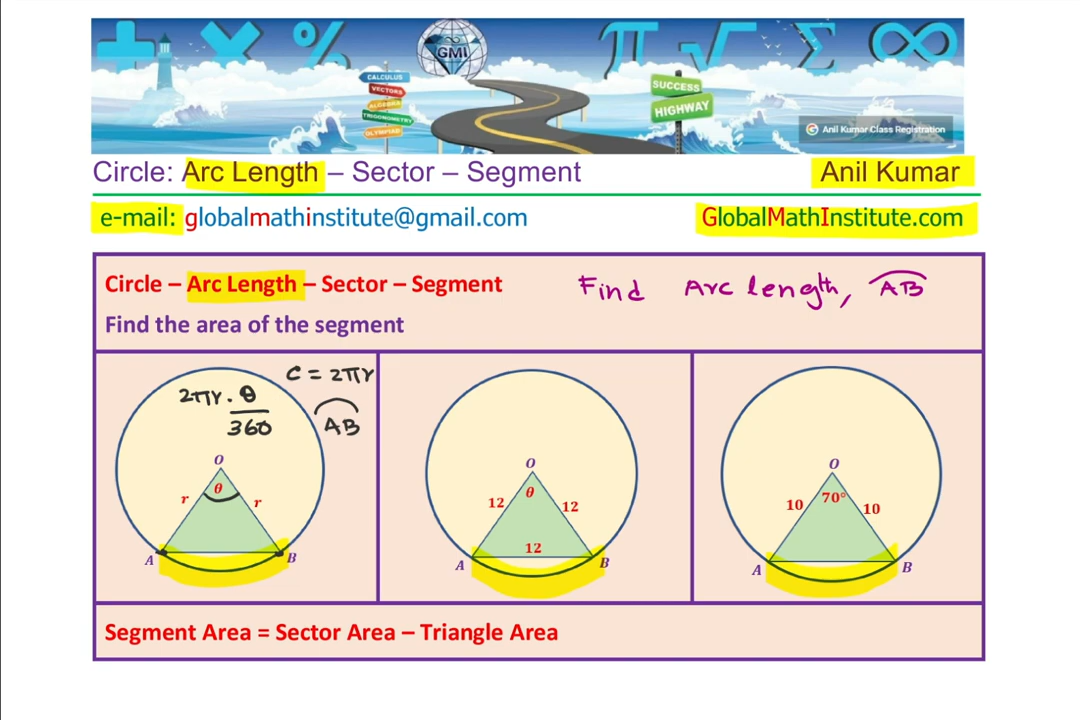 GMI
CALCULUS
VECTORS
ALGEBRA
TRIGONOMETRY
OLYMPIAD
SUCCESS
HIGHWAY
Anil Kumar Class Registration
Circle: Arc Length – Sector – Segment
Anil Kumar
e-mail: globalmathinstitute@gmail.com
GlobalMathInstitute.com
Circle – Arc Length – Sector – Segment
Find Arc length, AB
Find the area of the segment
C = 2πr
2πr . θ
360
AB
O
θ
r
r
A
B
O
θ
12
12
12
A
B
O
70°
10
10
A
B
Segment Area = Sector Area – Triangle Area